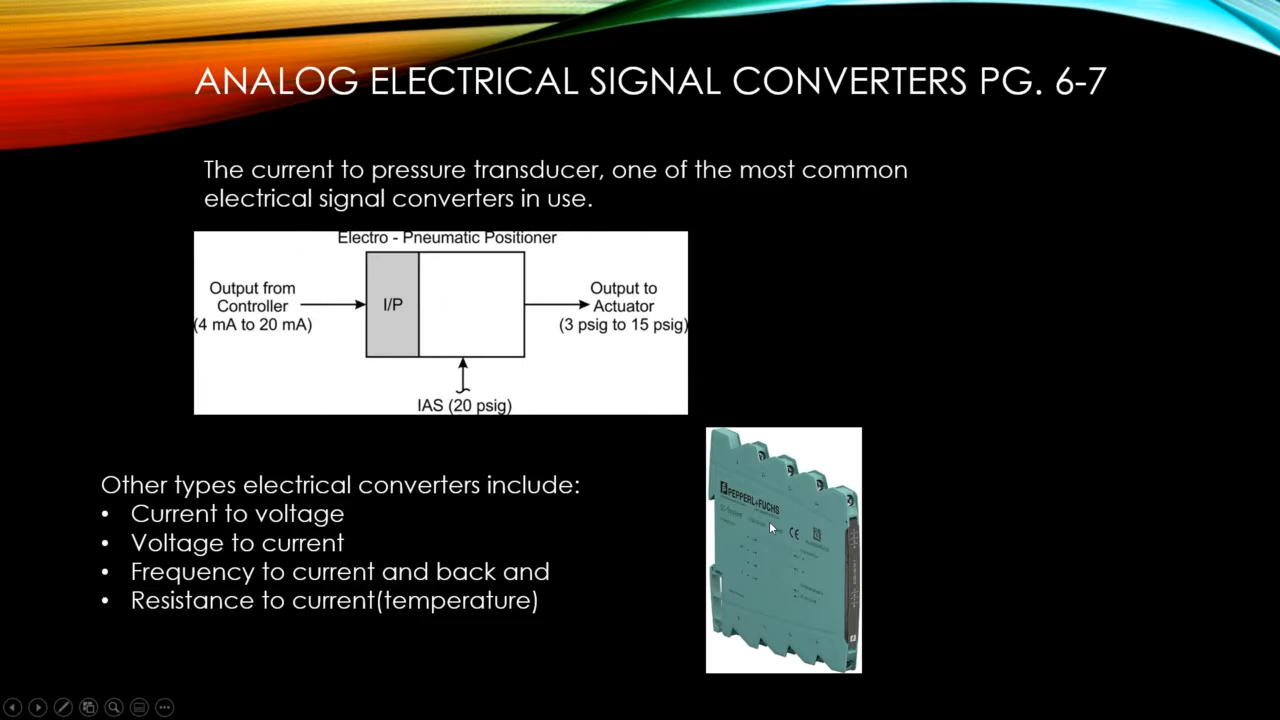 ANALOG ELECTRICAL SIGNAL CONVERTERS PG. 6-7
The current to pressure transducer, one of the most common
electrical signal converters in use.
Electro - Pneumatic Positioner
Output from
Controller
(4 mA to 20 mA)
I/P
Output to
Actuator
(3 psig to 15 psig)
IAS (20 psig)
Other types electrical converters include:
• Current to voltage
• Voltage to current
• Frequency to current and back and
• Resistance to current(temperature)
PEPPERL+FUCHS
CE